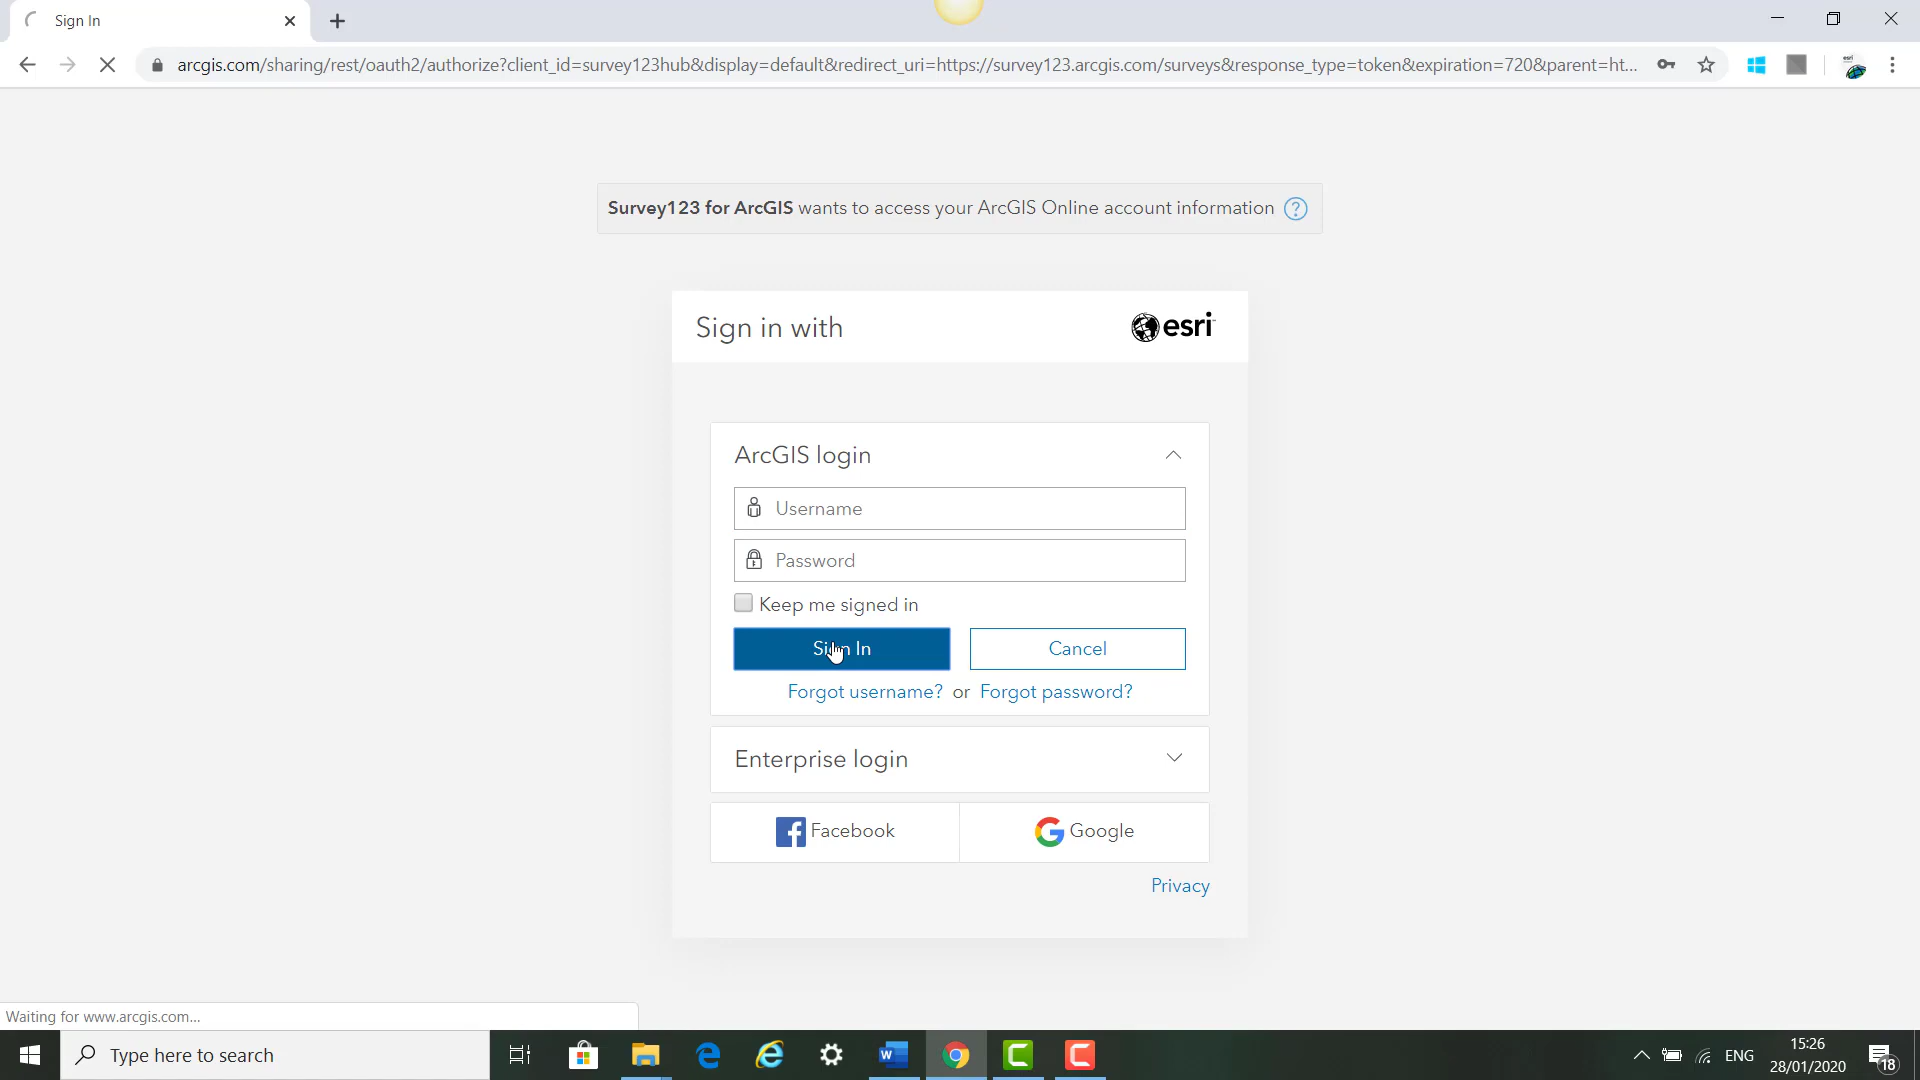 Sign In
arcgis.com/sharing/rest/oauth2/authorize?client_id=survey123hub&display=default&redirect_uri=https://survey123.arcgis.com/surveys&response_type=token&expiration=720&parent=ht...
esri
Survey123 for ArcGIS wants to access your ArcGIS Online account information ?
Sign in with
esri
ArcGIS login
Username
Password
Keep me signed in
Sign In
Cancel
Forgot username? or Forgot password?
Enterprise login
Facebook
Google
Privacy
Waiting for www.arcgis.com...
Type here to search
ENG
15:26
28/01/2020
18